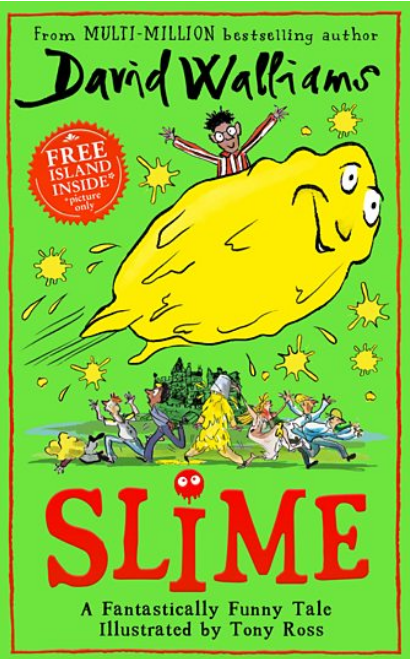 From MULTI-MILLION bestselling author
David Walliams
FREE
ISLAND
INSIDE*
*picture
only
SLIME
A Fantastically Funny Tale
Illustrated by Tony Ross